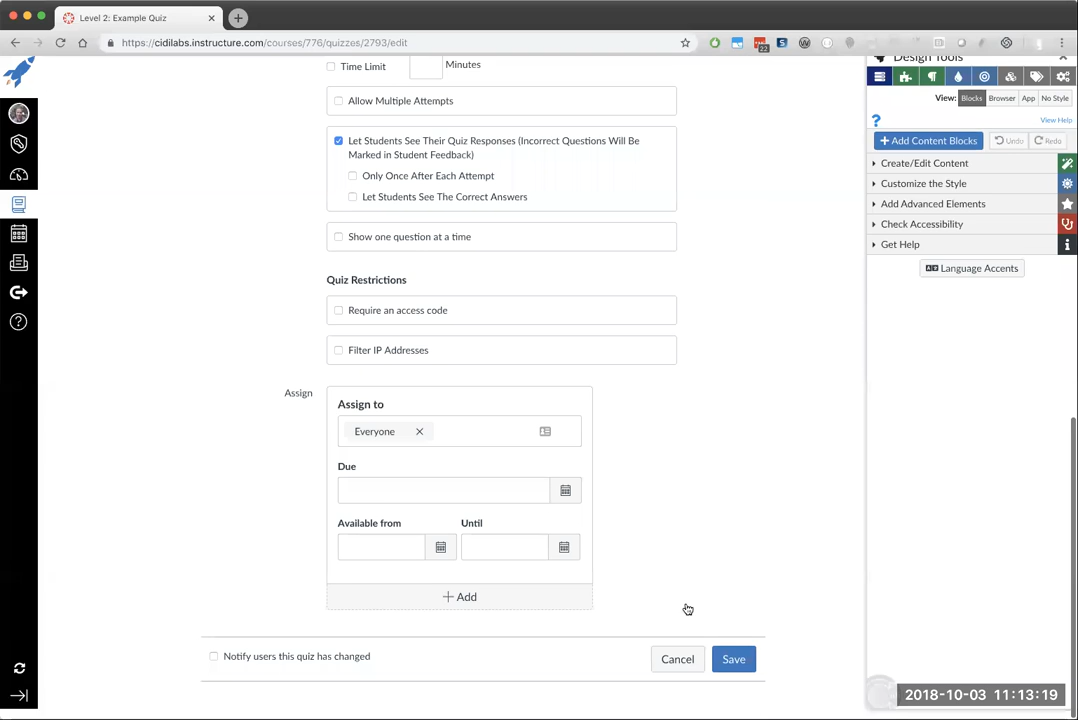 Level 2: Example Quiz
https://cidilabs.instructure.com/courses/776/quizzes/2793/edit
22
Time Limit
Minutes
Allow Multiple Attempts
Let Students See Their Quiz Responses (Incorrect Questions Will Be
Marked in Student Feedback)
Only Once After Each Attempt
Let Students See The Correct Answers
Show one question at a time
Quiz Restrictions
Require an access code
Filter IP Addresses
Assign
Assign to
Everyone
Due
Available from
Until
Add
Notify users this quiz has changed
Cancel
Save
Design Tools
View: Blocks Browser App No Style
View Help
Add Content Blocks
Undo
Redo
Create/Edit Content
Customize the Style
Add Advanced Elements
Check Accessibility
Get Help
Language Accents
2018-10-03 11:13:19